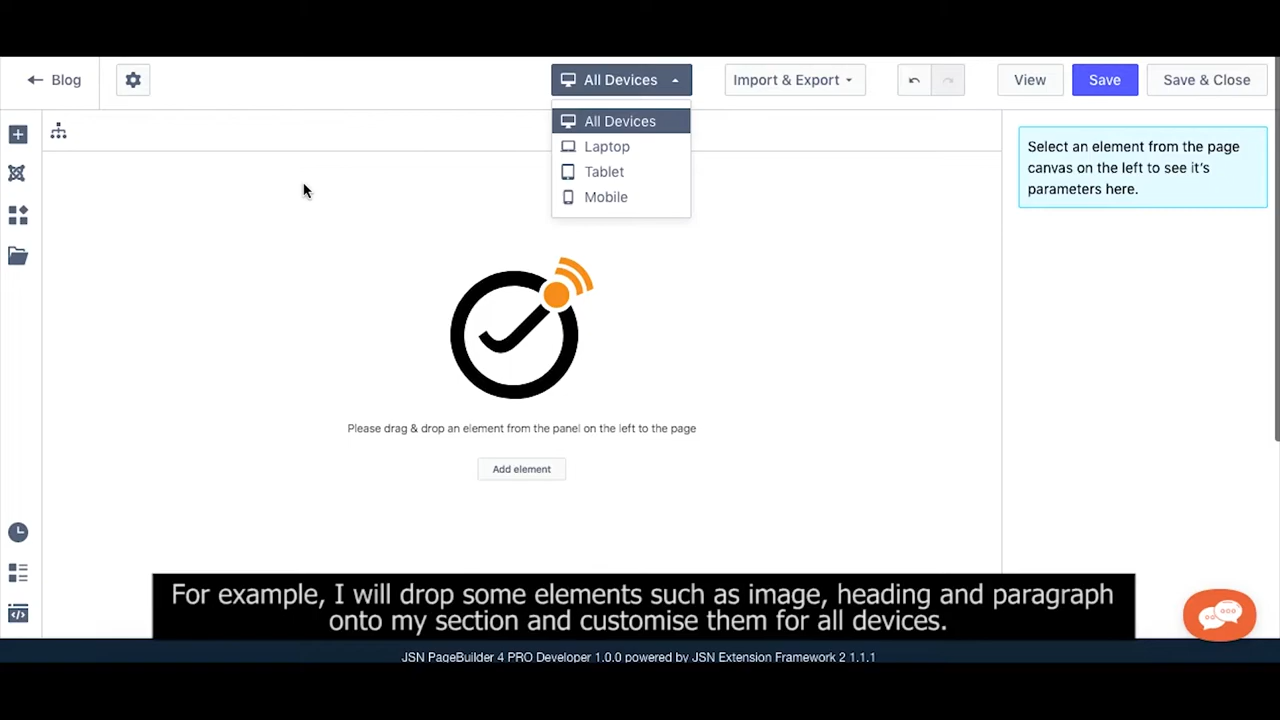 Blog
All Devices
Import & Export
View
Save
Save & Close
All Devices
Laptop
Tablet
Mobile
Select an element from the page
canvas on the left to see it's
parameters here.
Please drag & drop an element from the panel on the left to the page
Add element
For example, I will drop some elements such as image, heading and paragraph
onto my section and customise them for all devices.
JSN PageBuilder 4 PRO Developer 1.0.0 powered by JSN Extension Framework 2 1.1.1